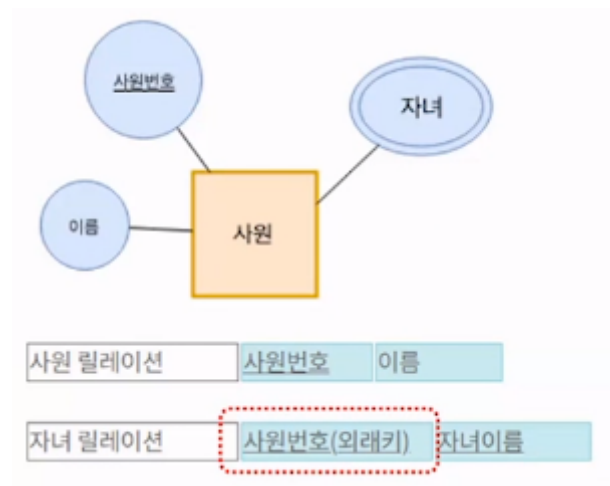 사원번호
자녀
이름
사원
사원 릴레이션 사원번호 이름
자녀 릴레이션 사원번호(외래키) 자녀이름